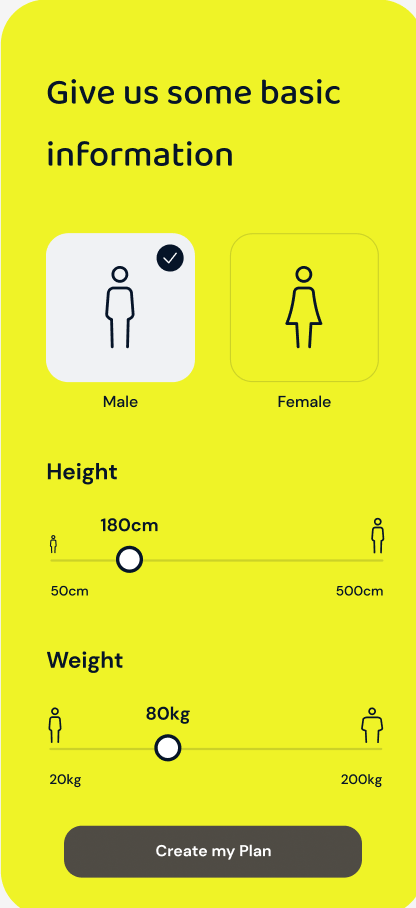 Give us some basic
information
Male
Female
Height
180cm
50cm
500cm
Weight
80kg
20kg
200kg
Create my Plan